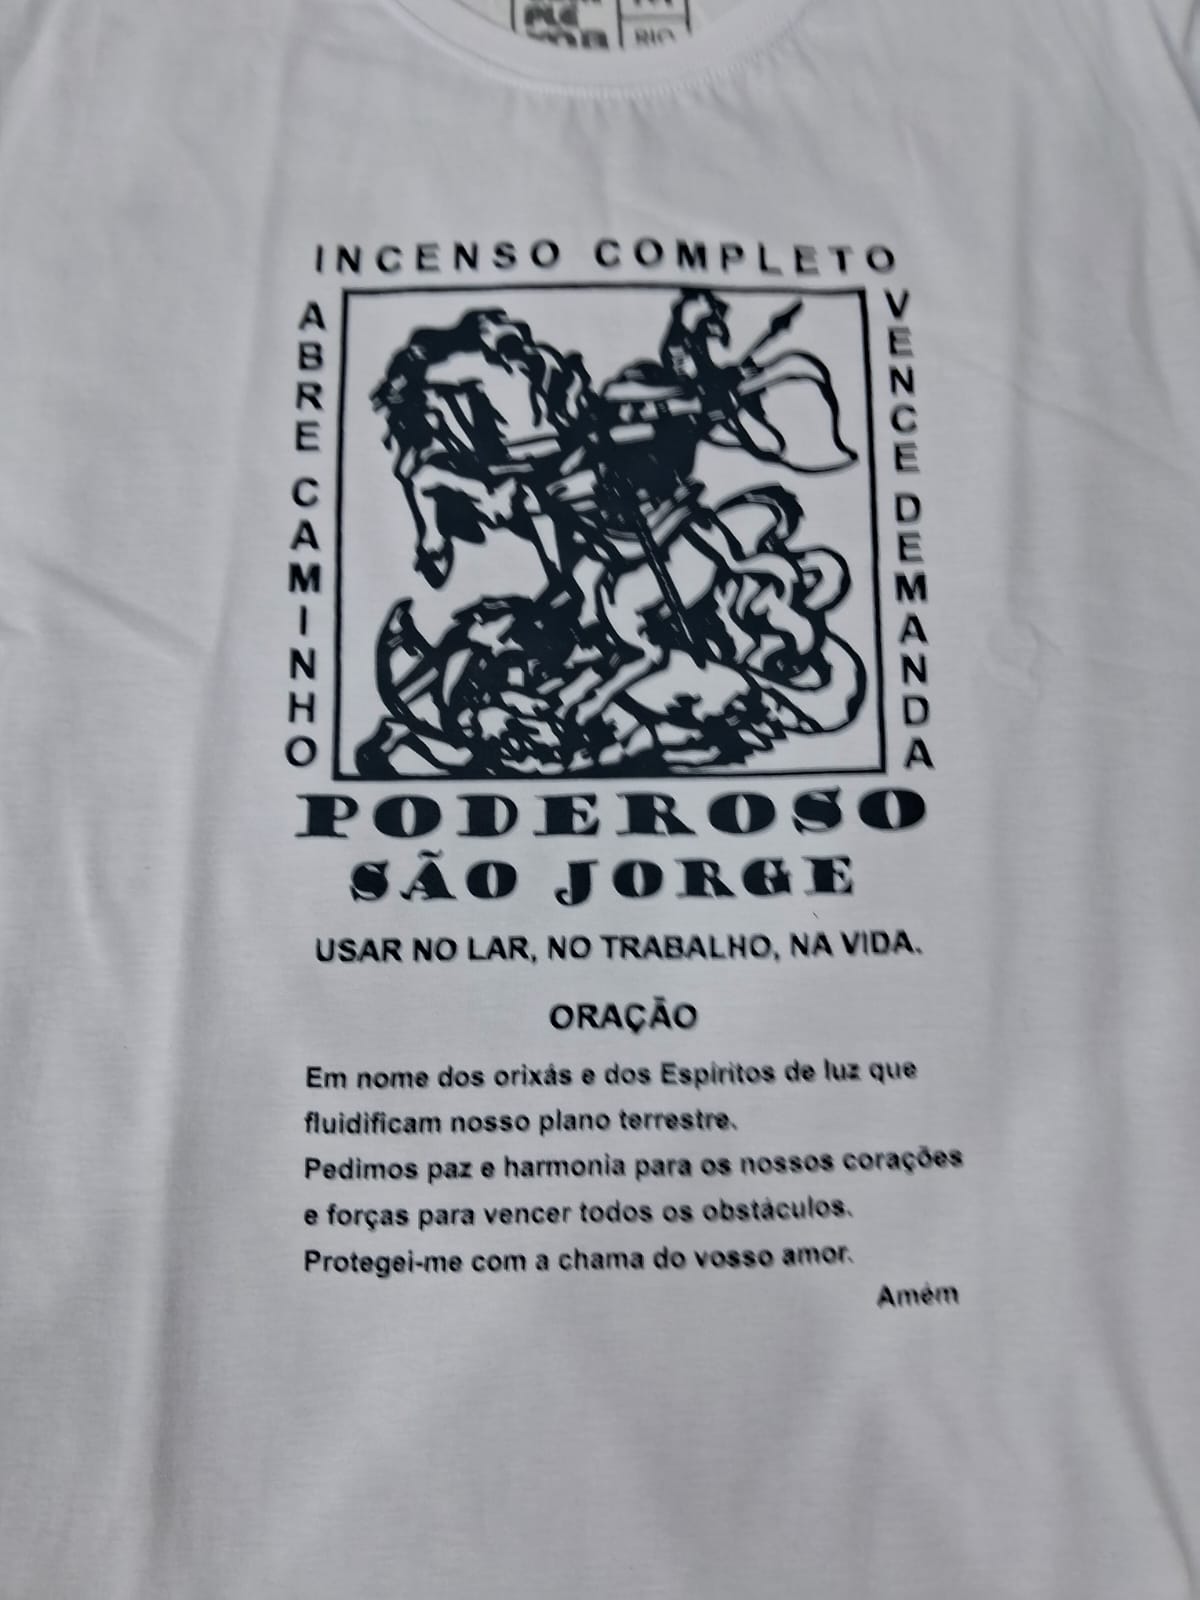 PLE
RIO
INCENSO COMPLETO
ABRE CAMINHO
VENCE DEMANDA
PODEROSO
SÃO JORGE
USAR NO LAR, NO TRABALHO, NA VIDA.
ORAÇÃO
Em nome dos orixás e dos Espiritos de luz que
fluidificam nosso plano terrestre.
Pedimos paz e harmonia para os nossos corações
e forças para vencer todos os obstáculos.
Protegei-me com a chama do vosso amor.
Amém